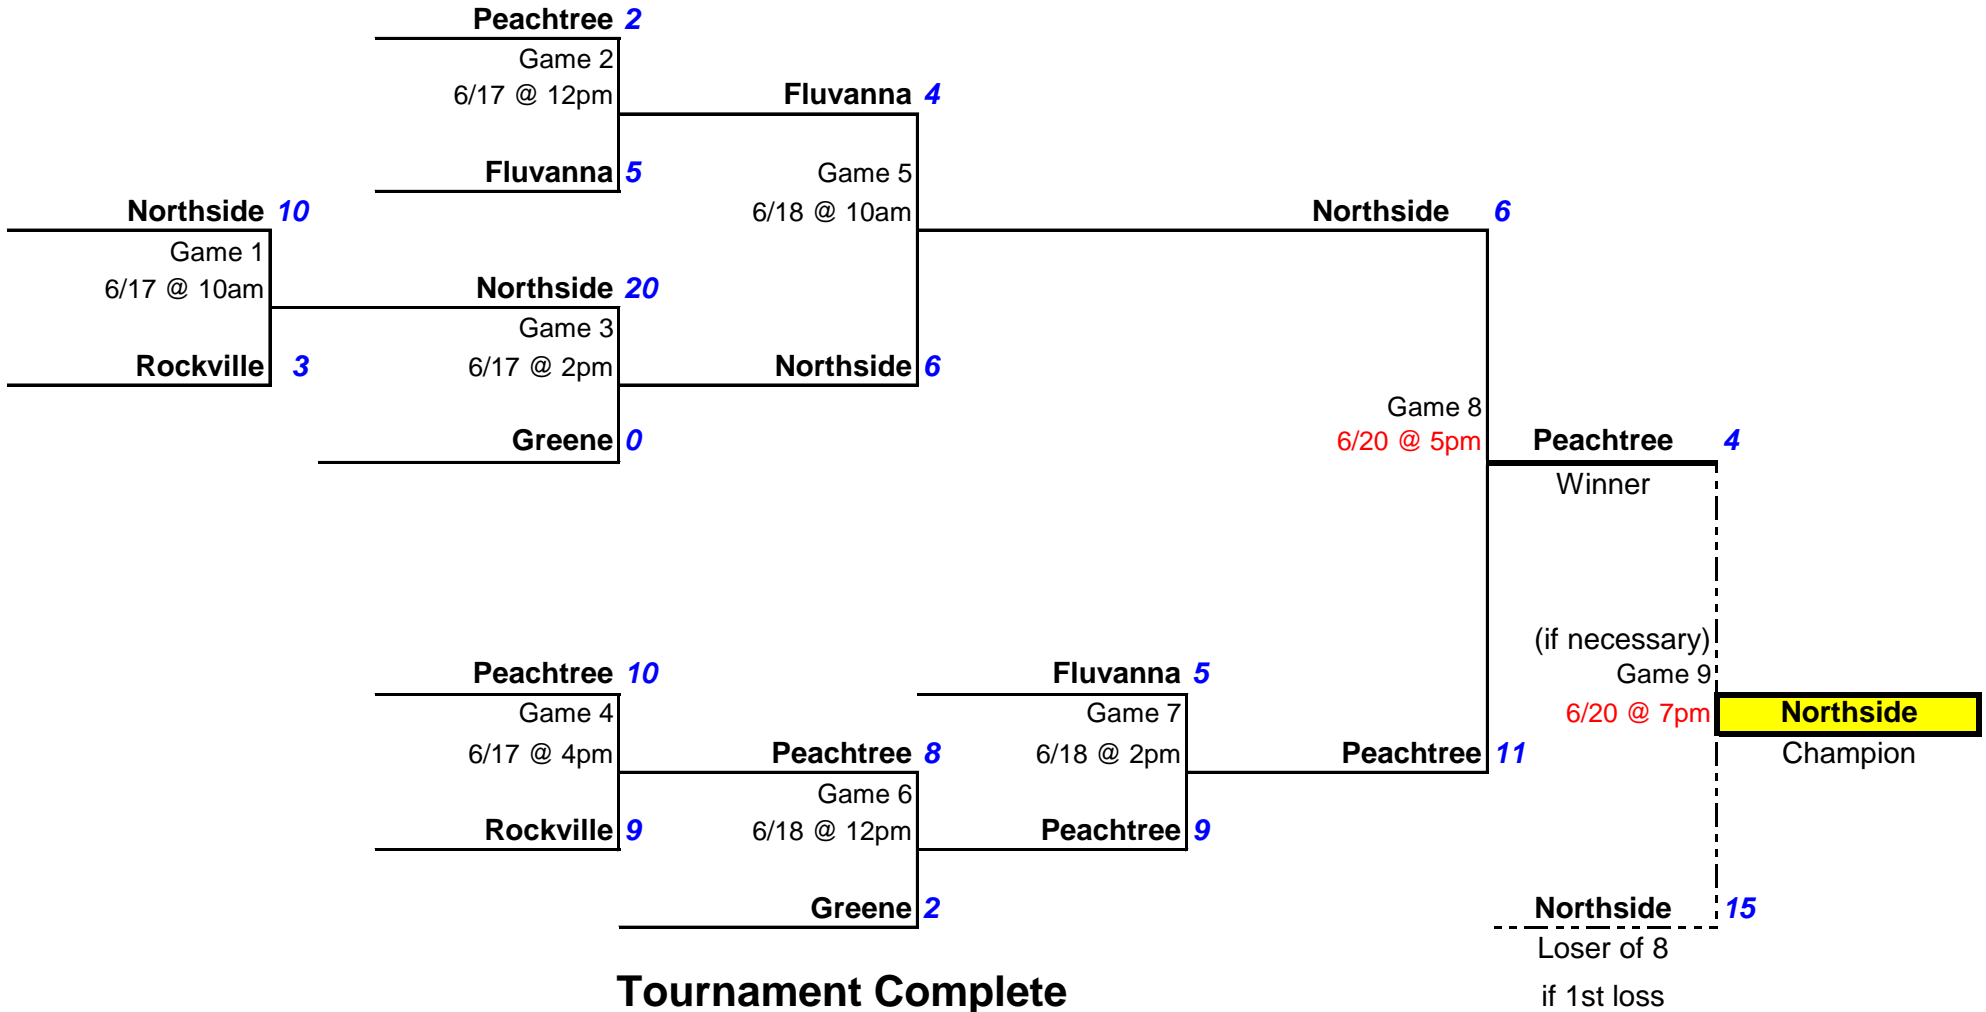 Peachtree 2
Game 2
6/17 @ 12pm
Fluvanna 4
Fluvanna 5
Game 5
6/18 @ 10am
Northside 10
Northside 6
Game 1
6/17 @ 10am
Northside 20
Game 3
Rockville 3
6/17 @ 2pm
Northside 6
Game 8
Greene 0
6/20 @ 5pm
Peachtree 4
Winner
(if necessary)
Peachtree 10
Fluvanna 5
Game 9
Game 4
Game 7
6/20 @ 7pm
Northside
6/17 @ 4pm
Peachtree 8
6/18 @ 2pm
Peachtree 11
Champion
Game 6
Rockville 9
6/18 @ 12pm
Peachtree 9
Greene 2
Northside 15
Loser of 8
Tournament Complete
if 1st loss